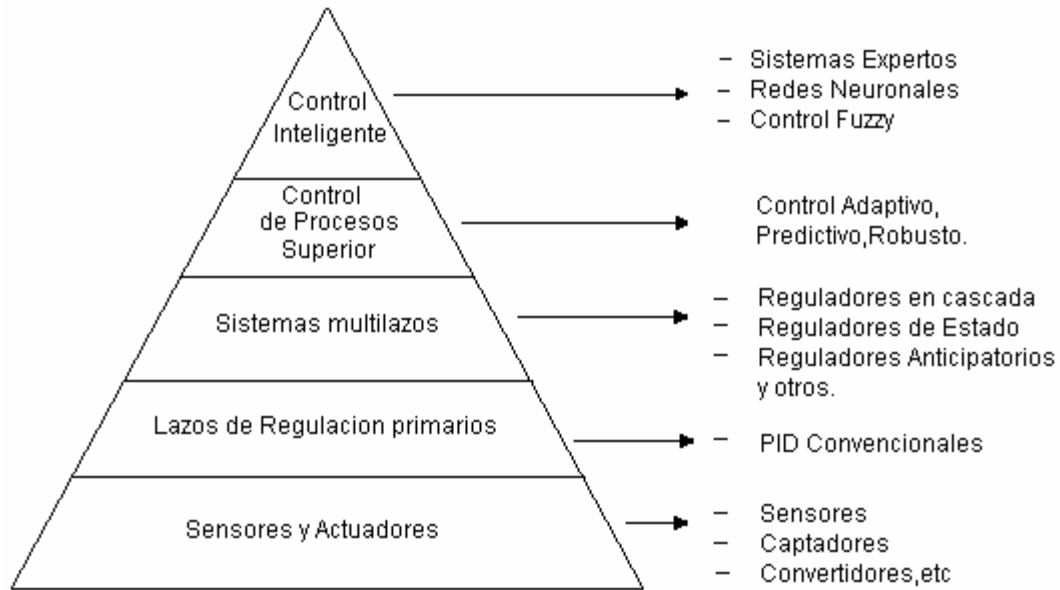 Control
Inteligente
– Sistemas Expertos
– Redes Neuronales
– Control Fuzzy
Control
de Procesos
Superior
Control Adaptivo,
Predictivo,Robusto.
Sistemas multilazos
– Reguladores en cascada
– Reguladores de Estado
– Reguladores Anticipatorios
y otros.
Lazos de Regulacion primarios
– PID Convencionales
Sensores y Actuadores
– Sensores
– Captadores
– Convertidores,etc